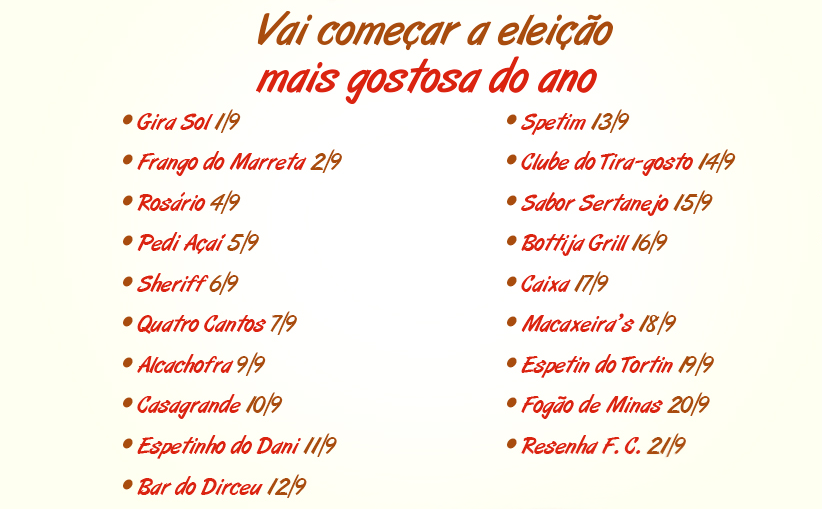 Vai começar a eleição
mais gostosa do ano
• Gira Sol 1/9
• Frango do Marreta 2/9
• Rosário 4/9
• Pedi Açaí 5/9
• Sheriff 6/9
• Quatro Cantos 7/9
• Alcachofra 9/9
• Casagrande 10/9
• Espetinho do Dani 11/9
• Bar do Dirceu 12/9
• Spetim 13/9
• Clube do Tira-gosto 14/9
• Sabor Sertanejo 15/9
• Bottija Grill 16/9
• Caixa 17/9
• Macaxeira's 18/9
• Espetin do Tortin 19/9
• Fogão de Minas 20/9
• Resenha F. C. 21/9